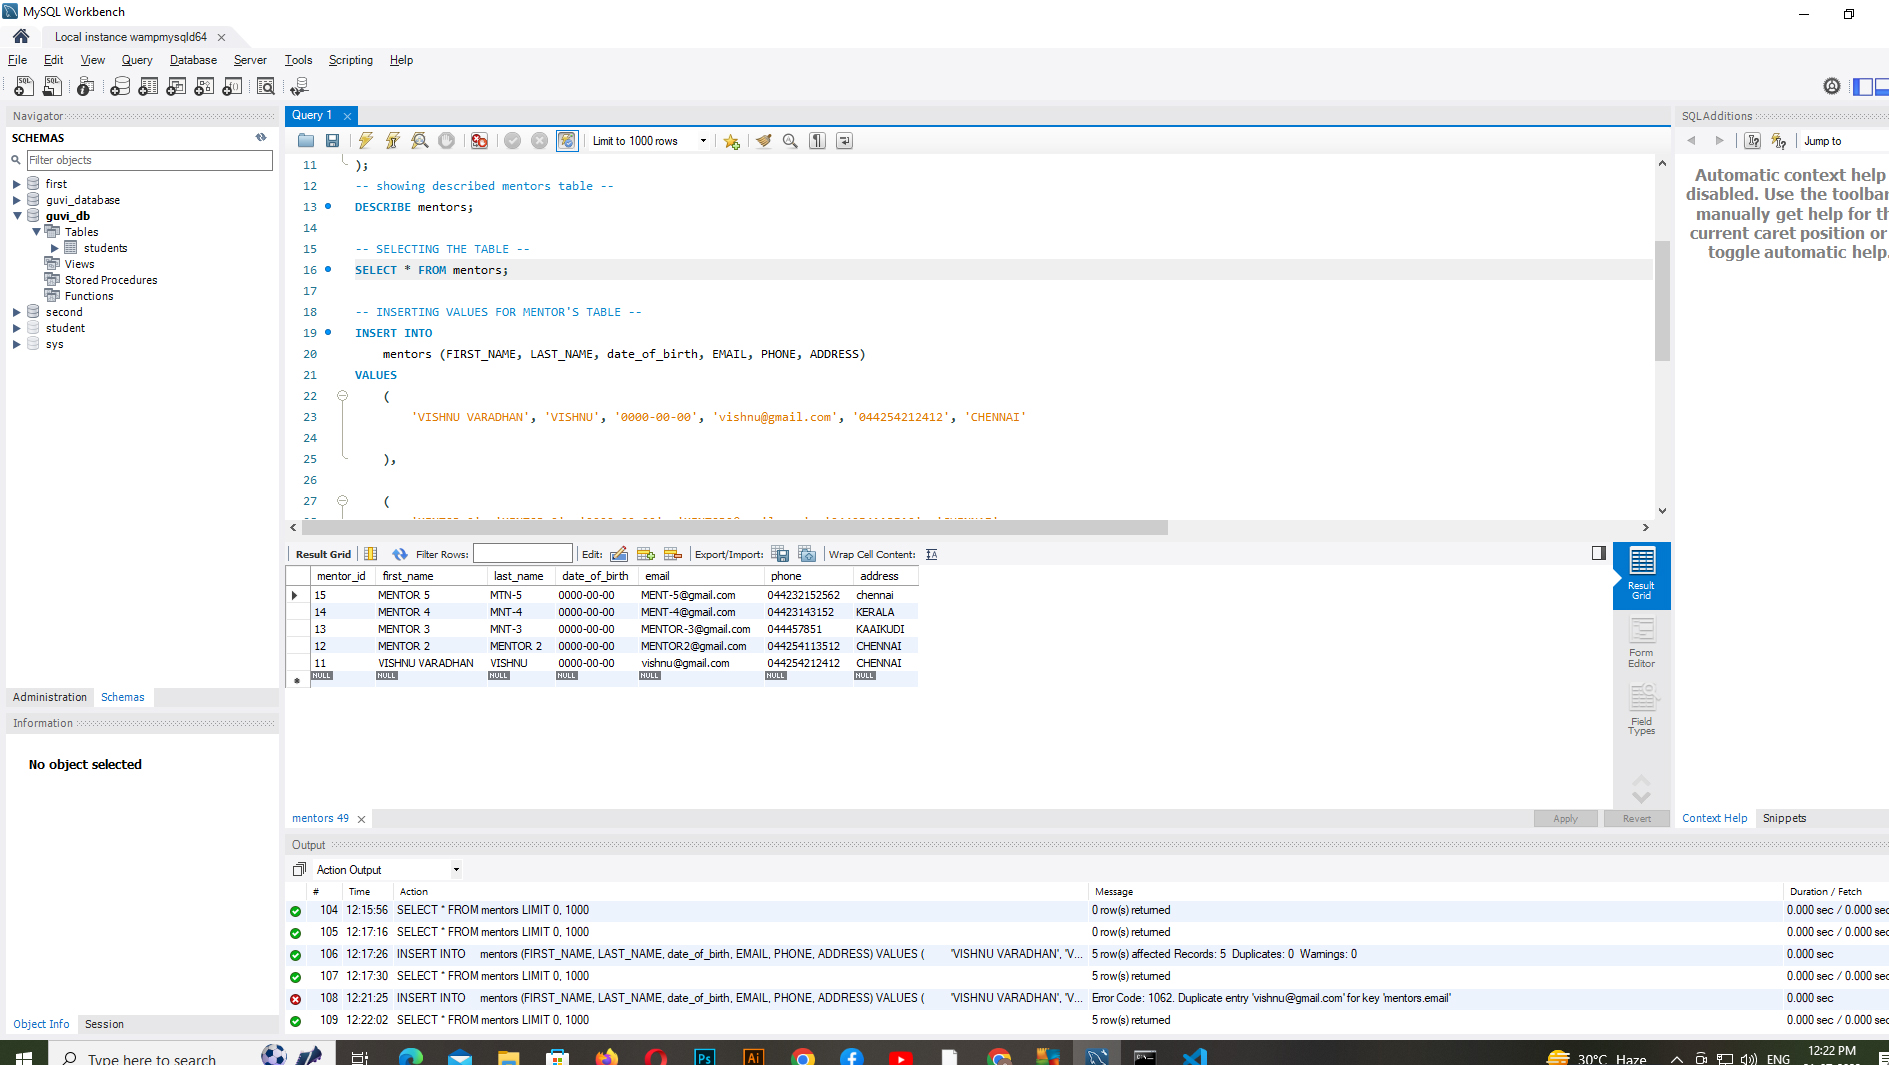 MySQL Workbench
Local instance wampmysqld64
File Edit View Query Database Server Tools Scripting Help
Navigator
SCHEMAS
Filter objects
first
guvi_database
guvi_db
Tables
students
Views
Stored Procedures
Functions
second
student
sys
Administration Schemas
Information
No object selected
Object Info Session
Query 1
Limit to 1000 rows
11 );
12 -- showing described mentors table --
13 DESCRIBE mentors;
14
15 -- SELECTING THE TABLE --
16 SELECT * FROM mentors;
17
18 -- INSERTING VALUES FOR MENTOR'S TABLE --
19 INSERT INTO
20 mentors (FIRST_NAME, LAST_NAME, date_of_birth, EMAIL, PHONE, ADDRESS)
21 VALUES
22 (
23 'VISHNU VARADHAN', 'VISHNU', '0000-00-00', 'vishnu@gmail.com', '044254212412', 'CHENNAI'
24
25 ),
26
27 (
Result Grid Filter Rows: Edit: Export/Import: Wrap Cell Content:
mentor_id first_name last_name date_of_birth email phone address
15 MENTOR 5 MTN-5 0000-00-00 MENT-5@gmail.com 044232152562 chennai
14 MENTOR 4 MNT-4 0000-00-00 MENT-4@gmail.com 04423143152 KERALA
13 MENTOR 3 MNT-3 0000-00-00 MENTOR-3@gmail.com 044457851 KAAIKUDI
12 MENTOR 2 MENTOR 2 0000-00-00 MENTOR2@gmail.com 044254113512 CHENNAI
11 VISHNU VARADHAN VISHNU 0000-00-00 vishnu@gmail.com 044254212412 CHENNAI
NULL NULL NULL NULL NULL NULL NULL
Result Grid
Form Editor
Field Types
mentors 49
Apply Revert
SQLAdditions
Jump to
Automatic context help
disabled. Use the toolbar
manually get help for th
current caret position or
toggle automatic help.
Context Help Snippets
Output
Action Output
# Time Action Message Duration / Fetch
104 12:15:56 SELECT * FROM mentors LIMIT 0, 1000 0 row(s) returned 0.000 sec / 0.000 sec
105 12:17:16 SELECT * FROM mentors LIMIT 0, 1000 0 row(s) returned 0.000 sec / 0.000 sec
106 12:17:26 INSERT INTO mentors (FIRST_NAME, LAST_NAME, date_of_birth, EMAIL, PHONE, ADDRESS) VALUES ( 'VISHNU VARADHAN', 'V... 5 row(s) affected Records: 5 Duplicates: 0 Warnings: 0 0.000 sec
107 12:17:30 SELECT * FROM mentors LIMIT 0, 1000 5 row(s) returned 0.000 sec / 0.000 sec
108 12:21:25 INSERT INTO mentors (FIRST_NAME, LAST_NAME, date_of_birth, EMAIL, PHONE, ADDRESS) VALUES ( 'VISHNU VARADHAN', 'V... Error Code: 1062. Duplicate entry 'vishnu@gmail.com' for key 'mentors.email' 0.000 sec
109 12:22:02 SELECT * FROM mentors LIMIT 0, 1000 5 row(s) returned 0.000 sec / 0.000 sec
Type here to search
Ps
Ai
30°C Haze
ENG
12:22 PM